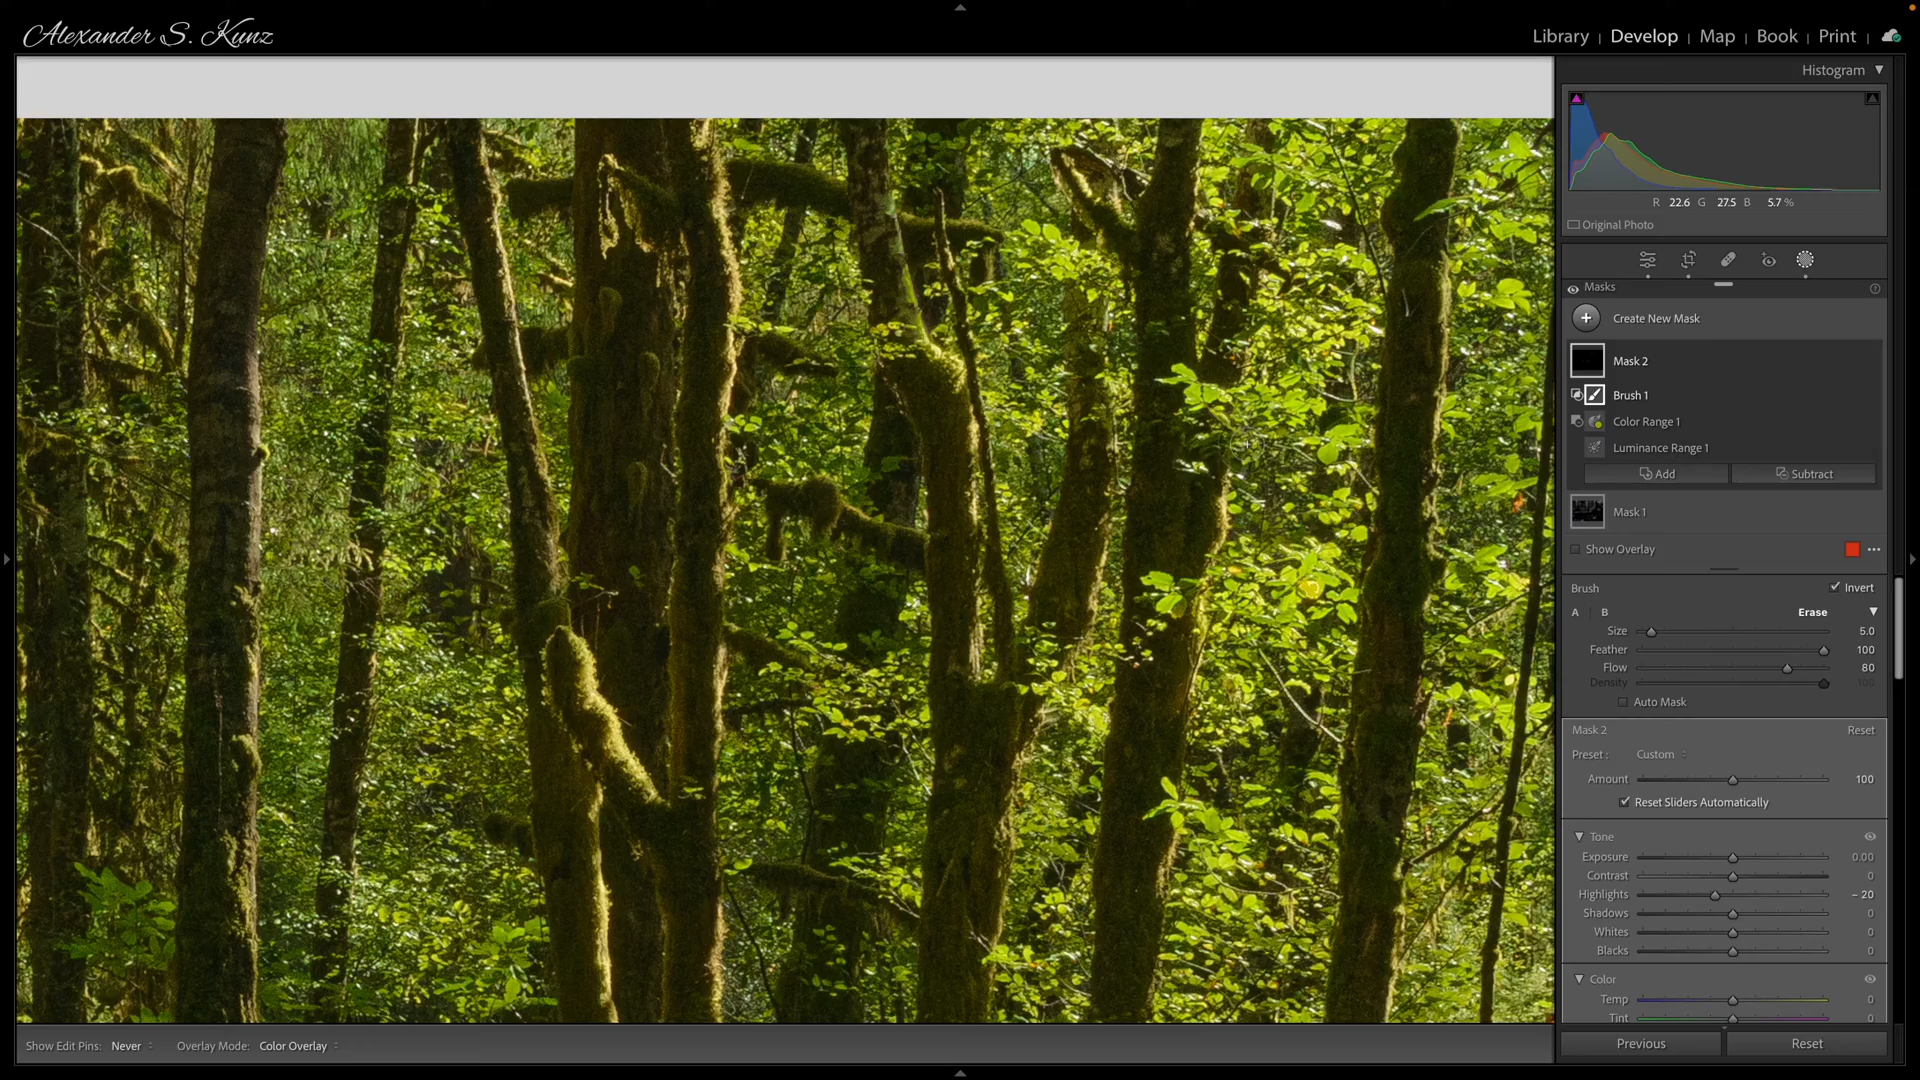 Alexander S. Kunz
Library | Develop | Map | Book | Print |
Histogram
R 22.6 G 27.5 B 5.7 %
Original Photo
Masks
Create New Mask
Mask 2
Brush 1
Color Range 1
Luminance Range 1
Add Subtract
Mask 1
Show Overlay
Brush Invert
A B Erase
Size 5.0
Feather 100
Flow 80
Density 100
Auto Mask
Mask 2 Reset
Preset : Custom
Amount 100
Reset Sliders Automatically
Tone
Exposure 0.00
Contrast 0
Highlights – 20
Shadows 0
Whites 0
Blacks 0
Color
Temp 0
Tint 0
Show Edit Pins: Never Overlay Mode: Color Overlay
Previous Reset